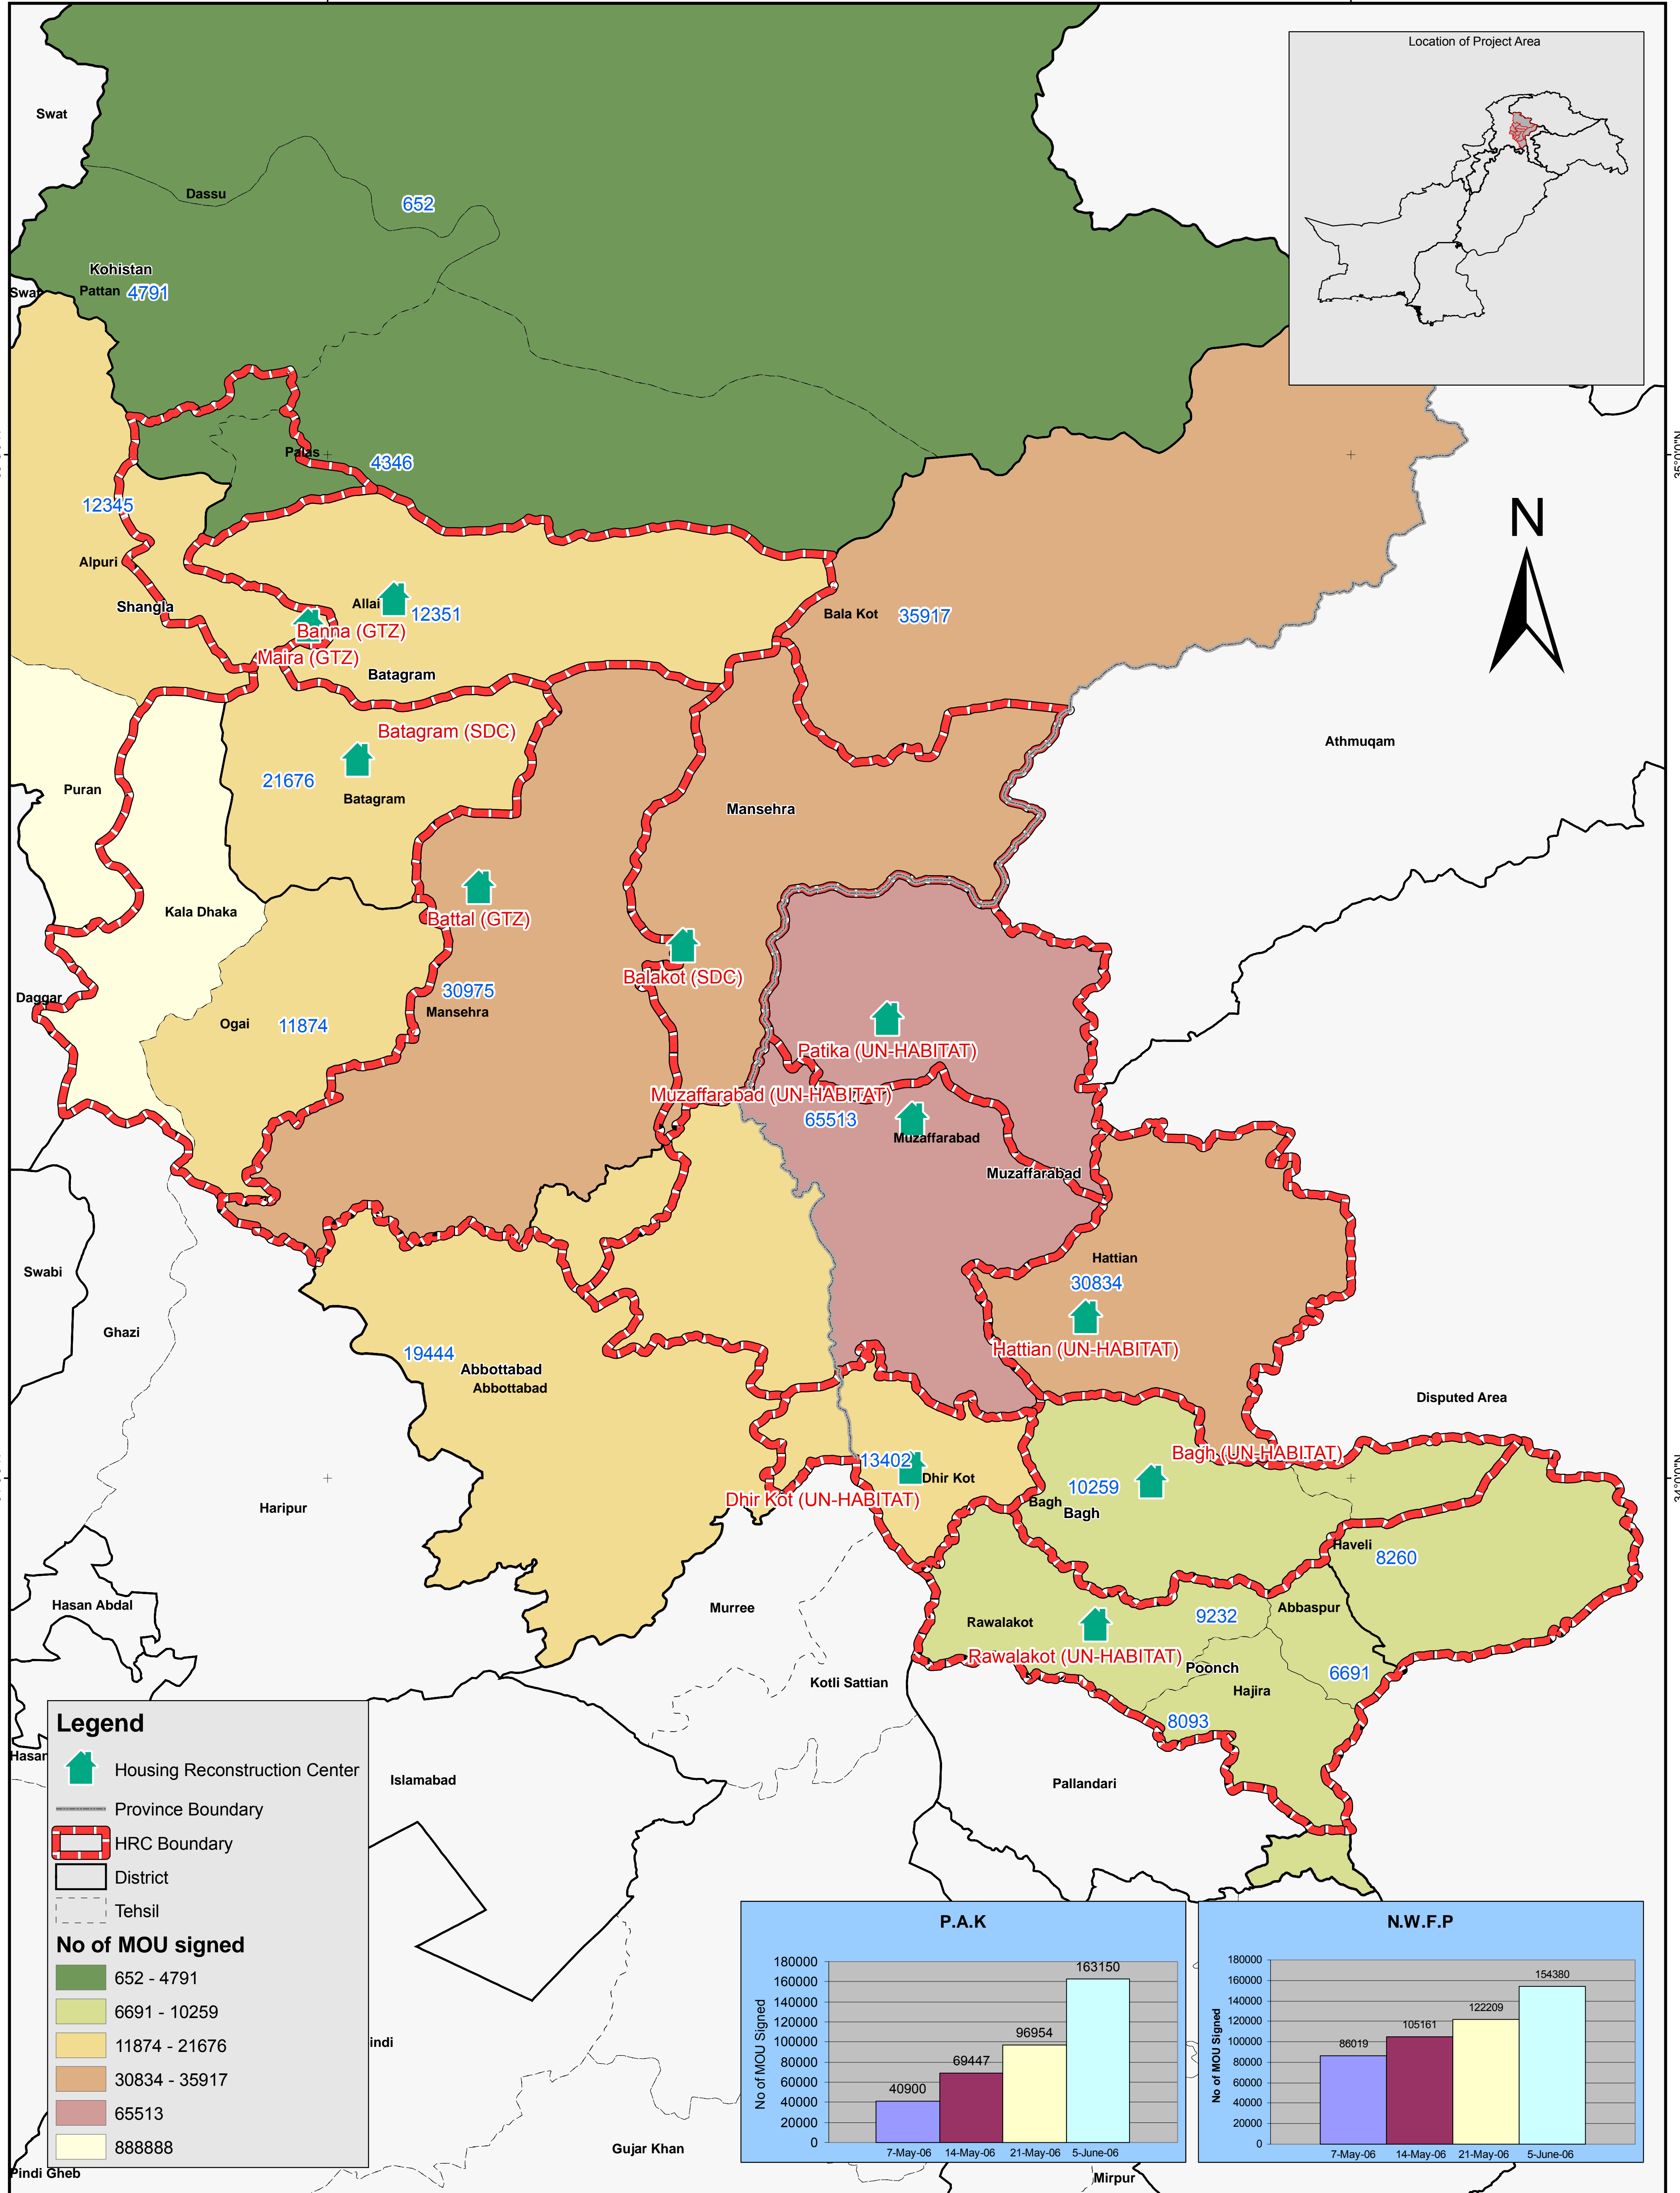 Location of Project Area
Swat
Dassu
652
Kohistan
Pattan
4791
Swat
Palas
4346
35°0'0"N
12345
N
Alpuri
Allai
12351
Shangla
Bala Kot
35917
Banna (GTZ)
Maira (GTZ)
Batagram
Batagram (SDC)
Athmuqam
21676
Puran
Batagram
Mansehra
Kala Dhaka
Battal (GTZ)
Balakot (SDC)
30975
Daggar
Mansehra
Ogai
11874
Patika (UN-HABITAT)
Muzaffarabad (UN-HABITAT)
65513
Muzaffarabad
Muzaffarabad
Hattian
30834
Swabi
Ghazi
Hattian (UN-HABITAT)
19444
Abbottabad
Abbottabad
Disputed Area
Bagh (UN-HABITAT)
13402
Dhir Kot
10259
34°0'0"N
Dhir Kot (UN-HABITAT)
Bagh
Bagh
Haripur
Haveli
8260
Hasan Abdal
Murree
Abbaspur
9232
Rawalakot
Rawalakot (UN-HABITAT)
Poonch
6691
Kotli Sattian
Hajira
8093
Hasan
Islamabad
Pallandari
Legend
Housing Reconstruction Center
Province Boundary
HRC Boundary
District
Tehsil
No of MOU signed
652 - 4791
6691 - 10259
11874 - 21676
30834 - 35917
65513
888888
indi
Gujar Khan
Pindi Gheb
Mirpur
P.A.K
No of MOU Signed
180000
160000
140000
120000
100000
80000
60000
40000
20000
0
40900
69447
96954
163150
7-May-06
14-May-06
21-May-06
5-June-06
N.W.F.P
No of MOU Signed
180000
160000
140000
120000
100000
80000
60000
40000
20000
0
86019
105161
122209
154380
7-May-06
14-May-06
21-May-06
5-June-06